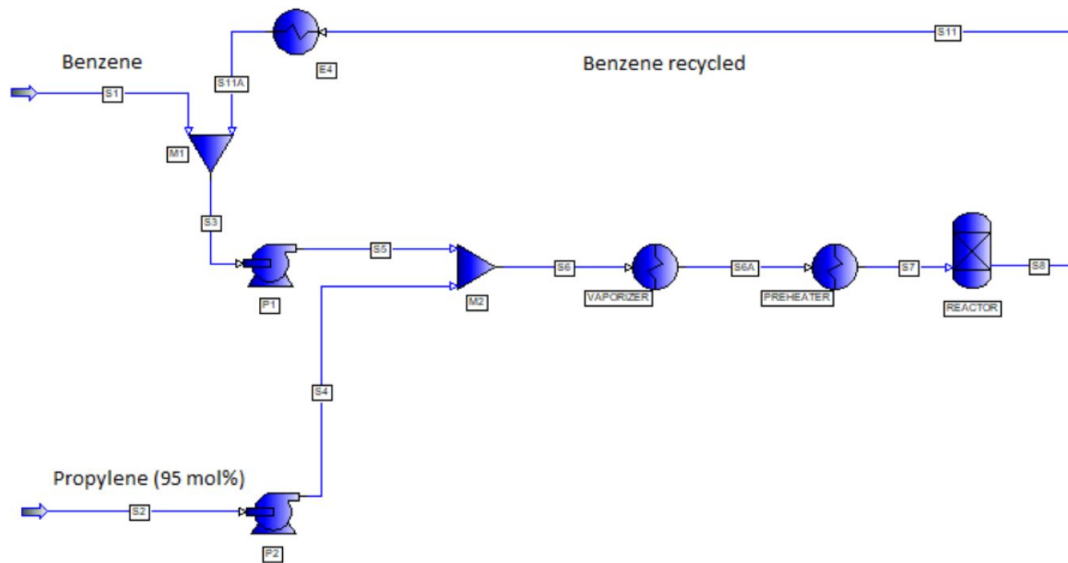 S11
E4
Benzene
Benzene recycled
S11A
S1
M1
S3
S5
S6
S6A
S7
S8
P1
M2
VAPORIZER
PREHEATER
REACTOR
S4
Propylene (95 mol%)
S2
P2